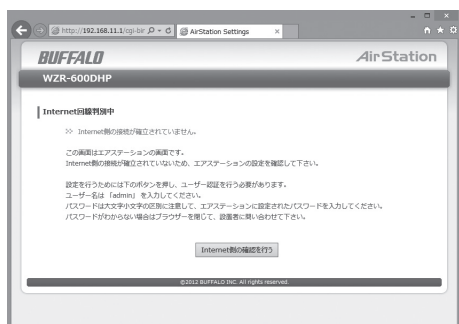 http://192.168.11.1/cgi-bir
AirStation Settings
BUFFALO
AirStation
WZR-600DHP
Internet回線判別中
>> Internet側の接続が確立されていません。
この画面はエアステーションの画面です。
Internet側の接続が確立されていないため、エアステーションの設定を確認して下さい。
設定を行うためには下のボタンを押し、ユーザー認証を行う必要があります。
ユーザー名は 「admin」 を入力してください。
パスワードは大文字小文字の区別に注意して、エアステーションに設定されたパスワードを入力してください。
パスワードがわからない場合はブラウザーを閉じて、設置者に問い合わせて下さい。
Internet側の確認を行う
©2012 BUFFALO INC. All rights reserved.